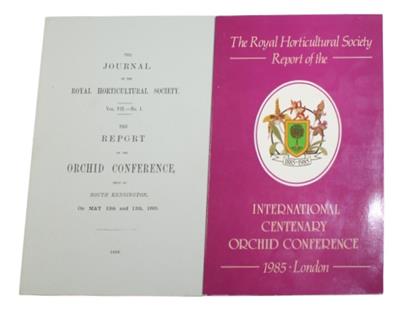 THE
JOURNAL
OF THE
ROYAL HORTICULTURAL SOCIETY.
VOL. VII.—No. 1.
THE
REPORT
ON THE
ORCHID CONFERENCE,
HELD AT
SOUTH KENSINGTON,
On MAY 12th and 13th, 1885.
The Royal Horticultural Society
Report of the
1885-1985
INTERNATIONAL
CENTENARY
ORCHID CONFERENCE
1985 • London